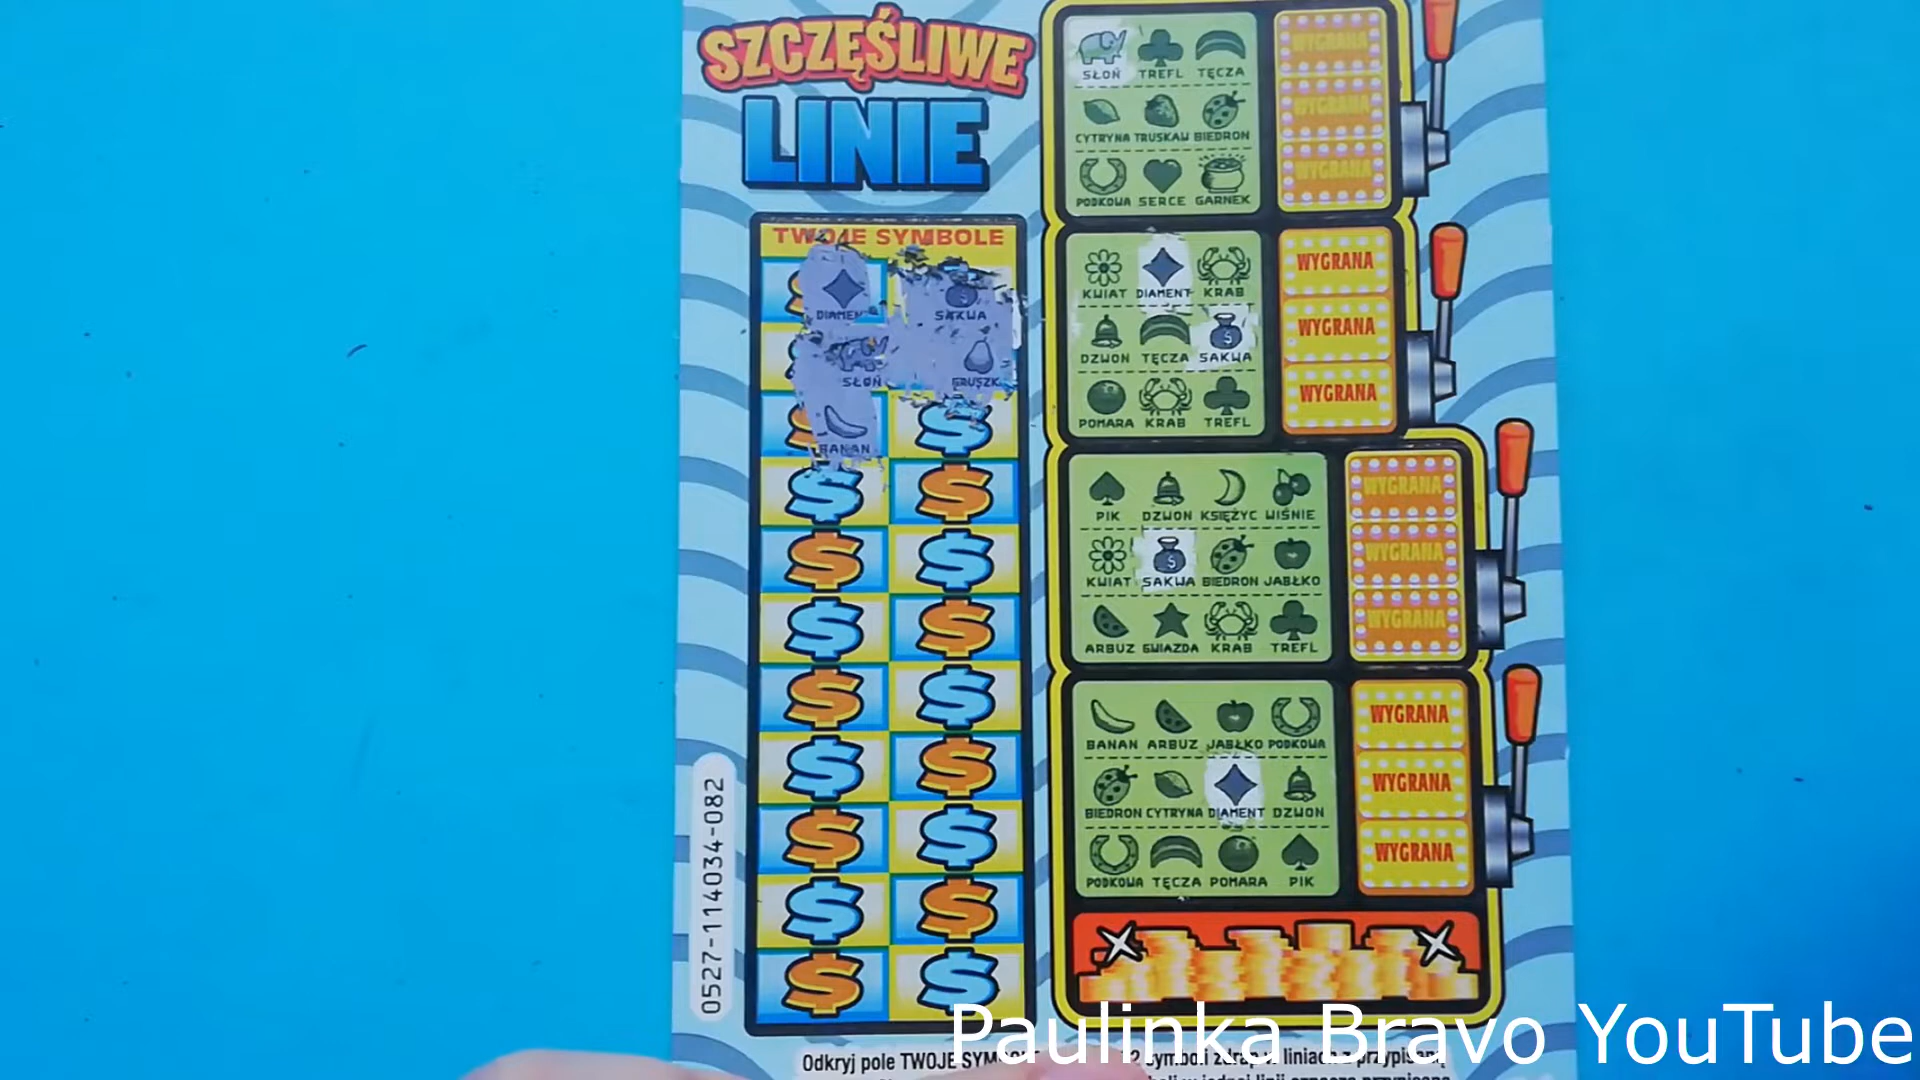 SZCZĘŚLIWE
LINIE
TWOJE SYMBOLE
DIAMENT SAKWA
SŁOŃ GRUSZK
BANAN
0527-114034-082
SŁOŃ TREFL TĘCZA
WYGRANA
WYGRANA
CYTRYNA TRUSKAW BIEDRON
WYGRANA
PODKOWA SERCE GARNEK
KWIAT DIAMENT KRAB
WYGRANA
DZWON TĘCZA SAKWA
WYGRANA
POMARA KRAB TREFL
WYGRANA
PIK DZWON KSIĘŻYC WIŚNIE
WYGRANA
KWIAT SAKWA BIEDRON JABŁKO
WYGRANA
ARBUZ GWIAZDA KRAB TREFL
WYGRANA
BANAN ARBUZ JABŁKO PODKOWA
WYGRANA
BIEDRON CYTRYNA DIAMENT DZWON
WYGRANA
PODKOWA TĘCZA POMARA PIK
WYGRANA
Odkryj pole TWOJE
Paulinka Bravo YouTube